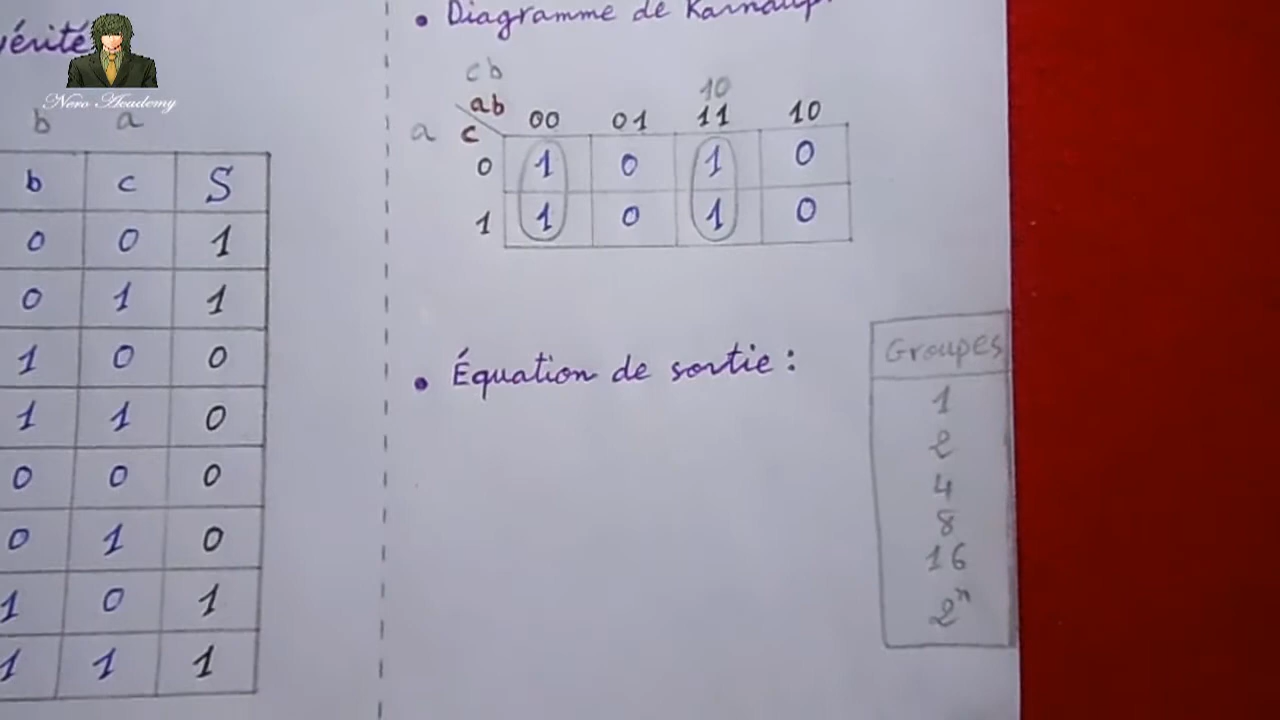 vérité
Nero Academy
b a
b c S
0 0 1
0 1 1
1 0 0
1 1 0
0 0 0
0 1 0
1 0 1
1 1 1
• Diagramme de Karnaugh
cb
10
ab 00 01 11 10
a c
0 1 0 1 0
1 1 0 1 0
• Équation de sortie :
Groupes
1
2
4
8
16
2ⁿ